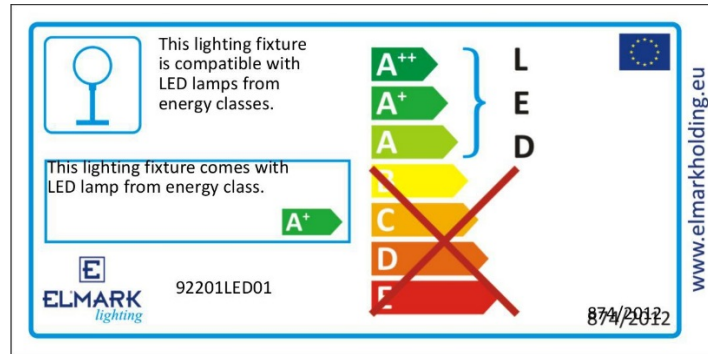 This lighting fixture
is compatible with
LED lamps from
energy classes.
A++
A+
A
B
C
D
E
L
E
D
This lighting fixture comes with
LED lamp from energy class.
A+
E
ELMARK
lighting
92201LED01
874/2012
874/2012
www.elmarkholding.eu